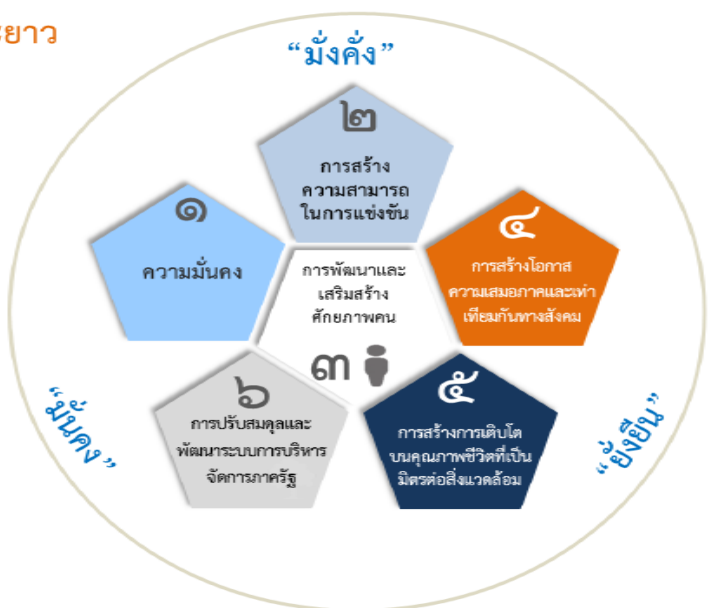 ะยาว
“มั่งคั่ง”
๒
การสร้าง
ความสามารถ
ในการแข่งขัน
๑
ความมั่นคง
การพัฒนาและ
เสริมสร้าง
ศักยภาพคน
๓
๔
การสร้างโอกาส
ความเสมอภาคและเท่า
เทียมกันทางสังคม
๖
การปรับสมดุลและ
พัฒนาระบบการบริหาร
จัดการภาครัฐ
๕
การสร้างการเติบโต
บนคุณภาพชีวิตที่เป็น
มิตรต่อสิ่งแวดล้อม
“มั่นคง”
“ยั่งยืน”